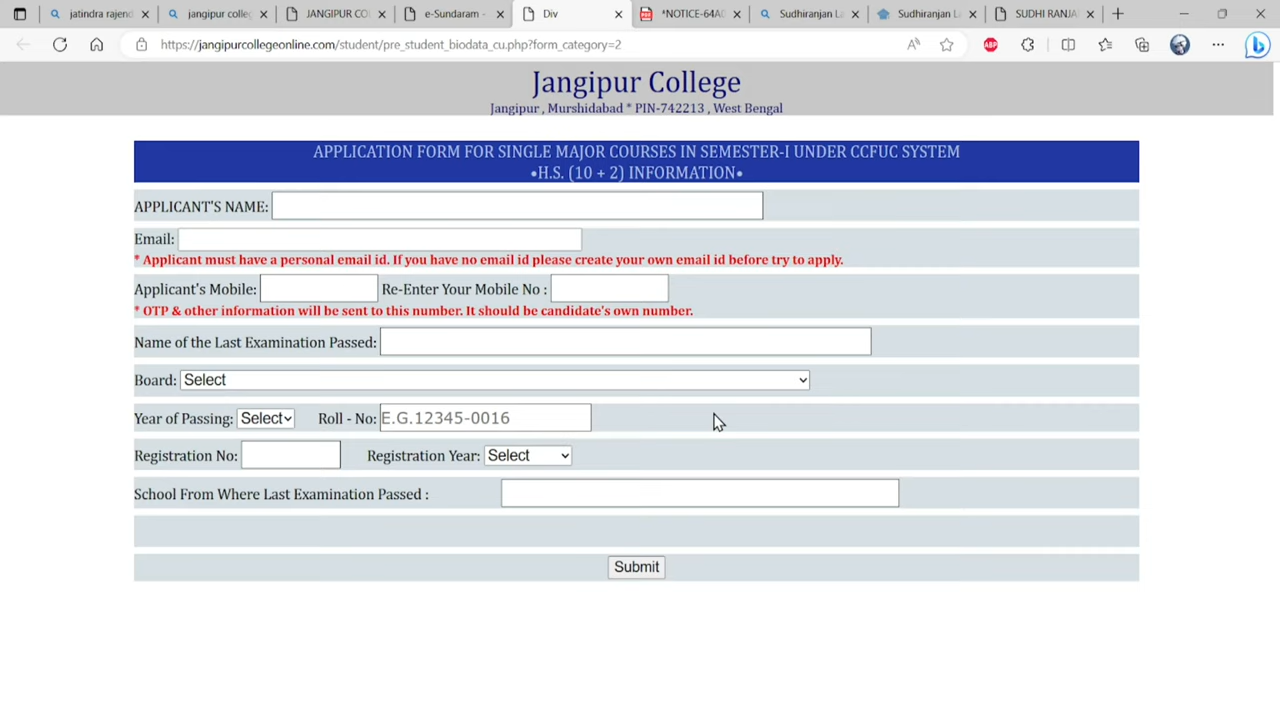 jatindra rajend
jangipur colleg
JANGIPUR CO
e-Sundaram -
Div
*NOTICE-64A
Sudhiranjan La
Sudhiranjan La
SUDHI RANJA
https://jangipurcollegeonline.com/student/pre_student_biodata_cu.php?form_category=2
ABP
Jangipur College
Jangipur , Murshidabad * PIN-742213 , West Bengal
APPLICATION FORM FOR SINGLE MAJOR COURSES IN SEMESTER-I UNDER CCFUC SYSTEM
•H.S. (10 + 2) INFORMATION•
APPLICANT'S NAME:
Email:
* Applicant must have a personal email id. If you have no email id please create your own email id before try to apply.
Applicant's Mobile: Re-Enter Your Mobile No :
* OTP & other information will be sent to this number. It should be candidate's own number.
Name of the Last Examination Passed:
Board: Select
Year of Passing: Select Roll - No: E.G.12345-0016
Registration No: Registration Year: Select
School From Where Last Examination Passed :
Submit